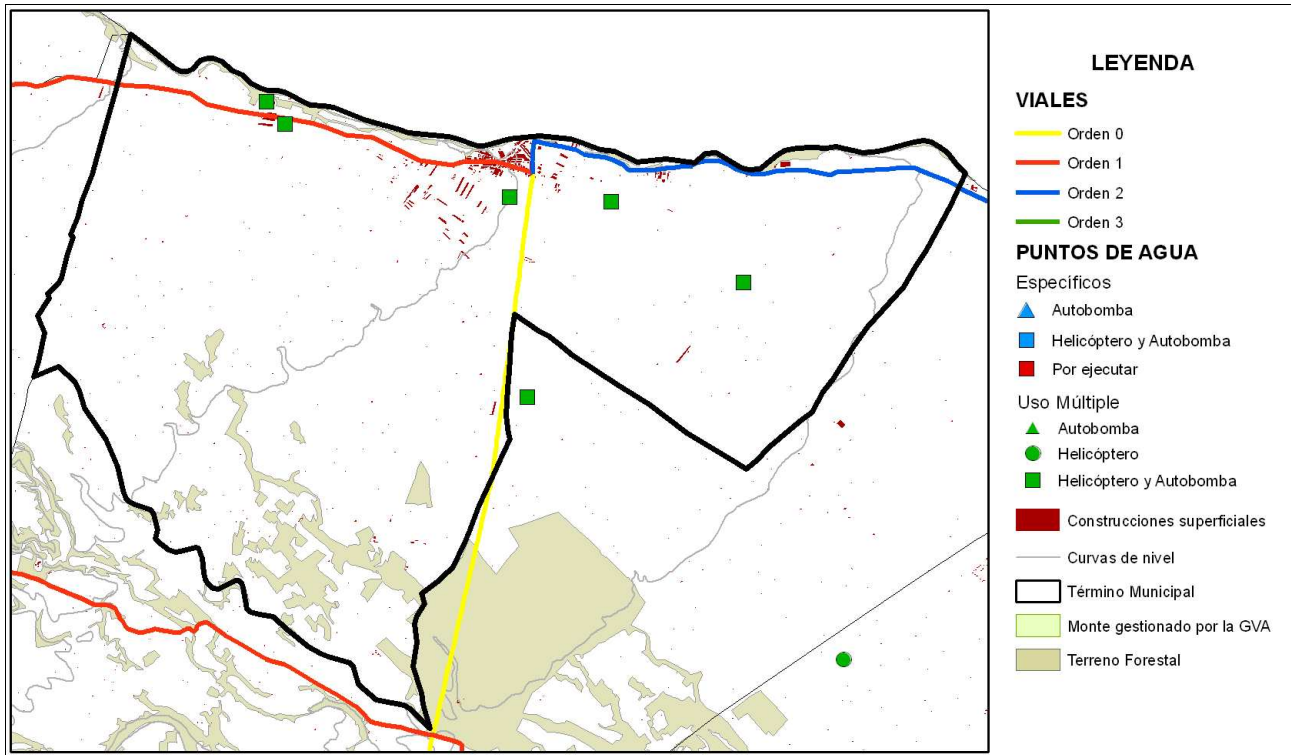 LEYENDA
VIALES
Orden 0
Orden 1
Orden 2
Orden 3
PUNTOS DE AGUA
Específicos
Autobomba
Helicóptero y Autobomba
Por ejecutar
Uso Múltiple
Autobomba
Helicóptero
Helicóptero y Autobomba
Construcciones superficiales
Curvas de nivel
Término Municipal
Monte gestionado por la GVA
Terreno Forestal